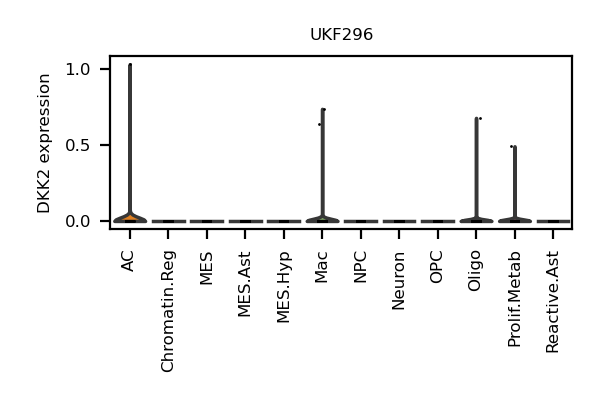 UKF296
DKK2 expression
1.0
0.5
0.0
AC
Chromatin.Reg
MES
MES.Ast
MES.Hyp
Mac
NPC
Neuron
OPC
Oligo
Prolif.Metab
Reactive.Ast